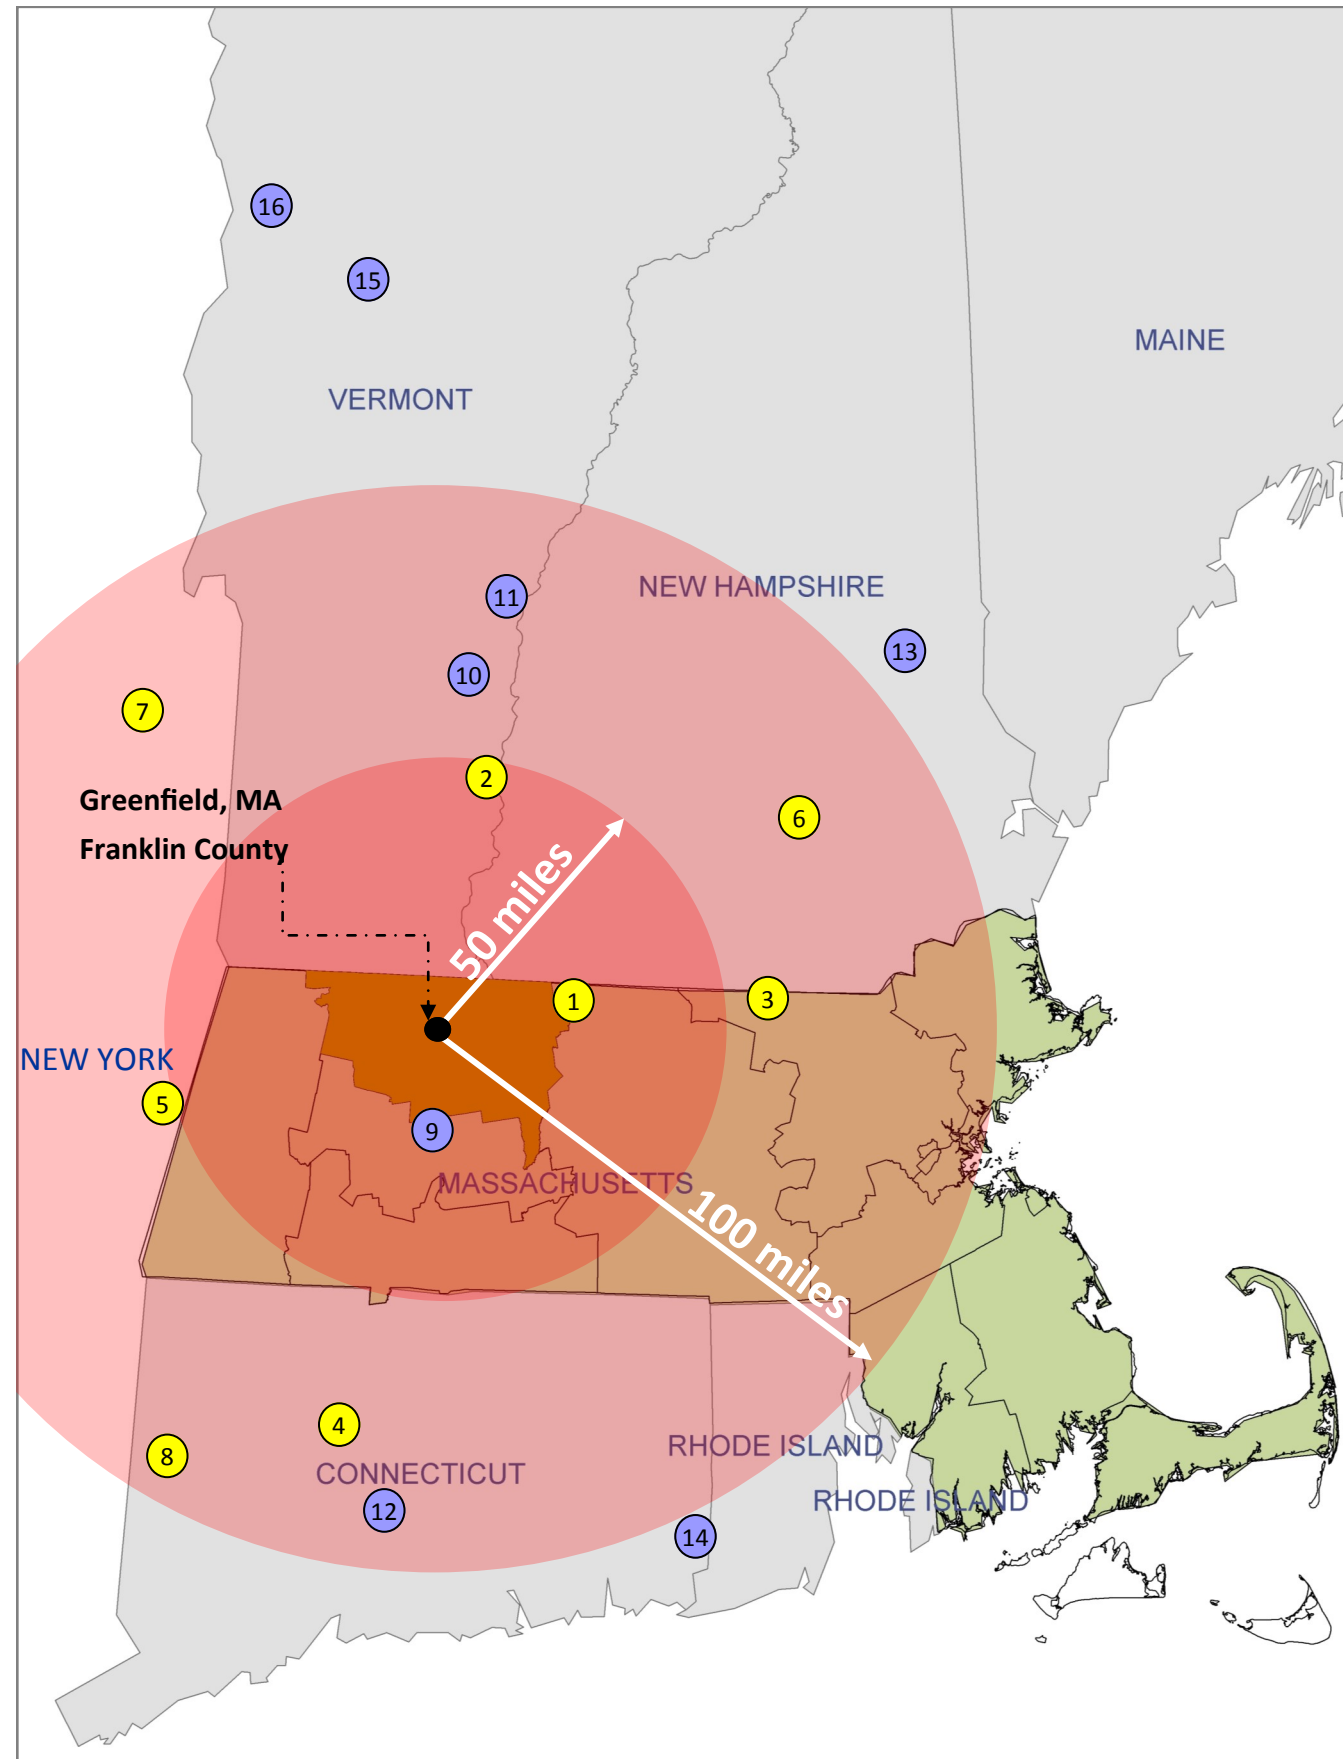 16
15
MAINE
VERMONT
NEW HAMPSHIRE
11
13
10
7
2
Greenfield, MA
Franklin County
6
50 miles
1
3
NEW YORK
5
9
MASSACHUSETTS
100 miles
4
8
RHODE ISLAND
CONNECTICUT
RHODE ISLAND
12
14